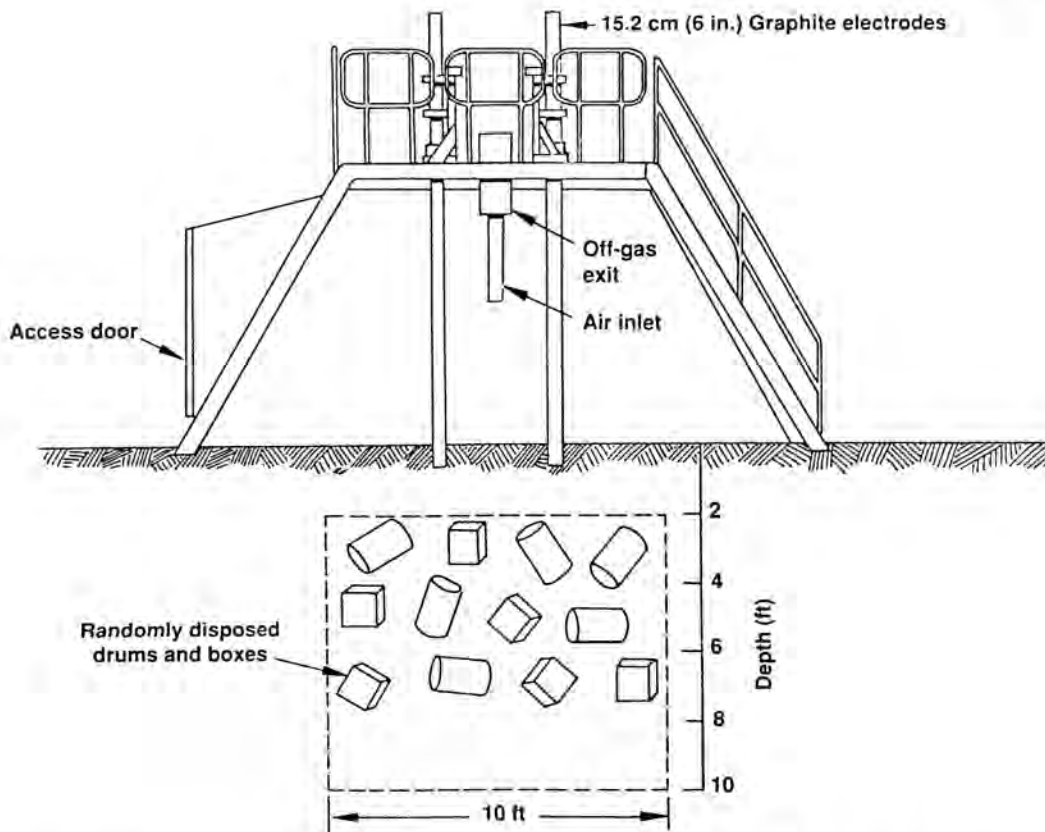 15.2 cm (6 in.) Graphite electrodes
Off-gas
exit
Air inlet
Access door
2
4
Randomly disposed
drums and boxes
6
Depth (ft)
8
10
10 ft